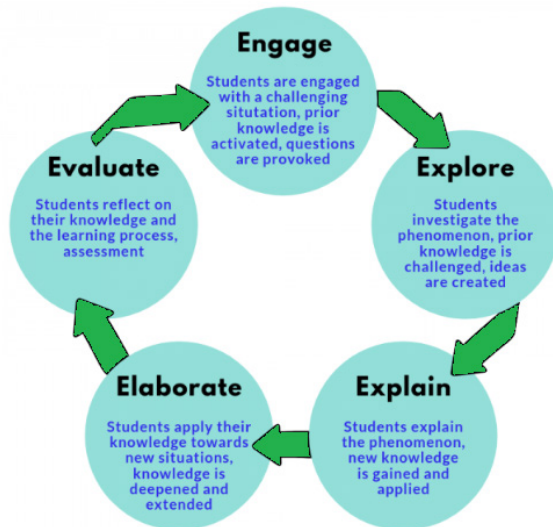 Engage
Students are engaged
with a challenging
situtation, prior
knowledge is
activated, questions
are provoked
Explore
Students
investigate the
phenomenon, prior
knowledge is
challenged, ideas
are created
Explain
Students explain
the phenomenon,
new knowledge
is gained and
applied
Elaborate
Students apply their
knowledge towards
new situations,
knowledge is
deepened and
extended
Evaluate
Students reflect on
their knowledge and
the learning process,
assessment